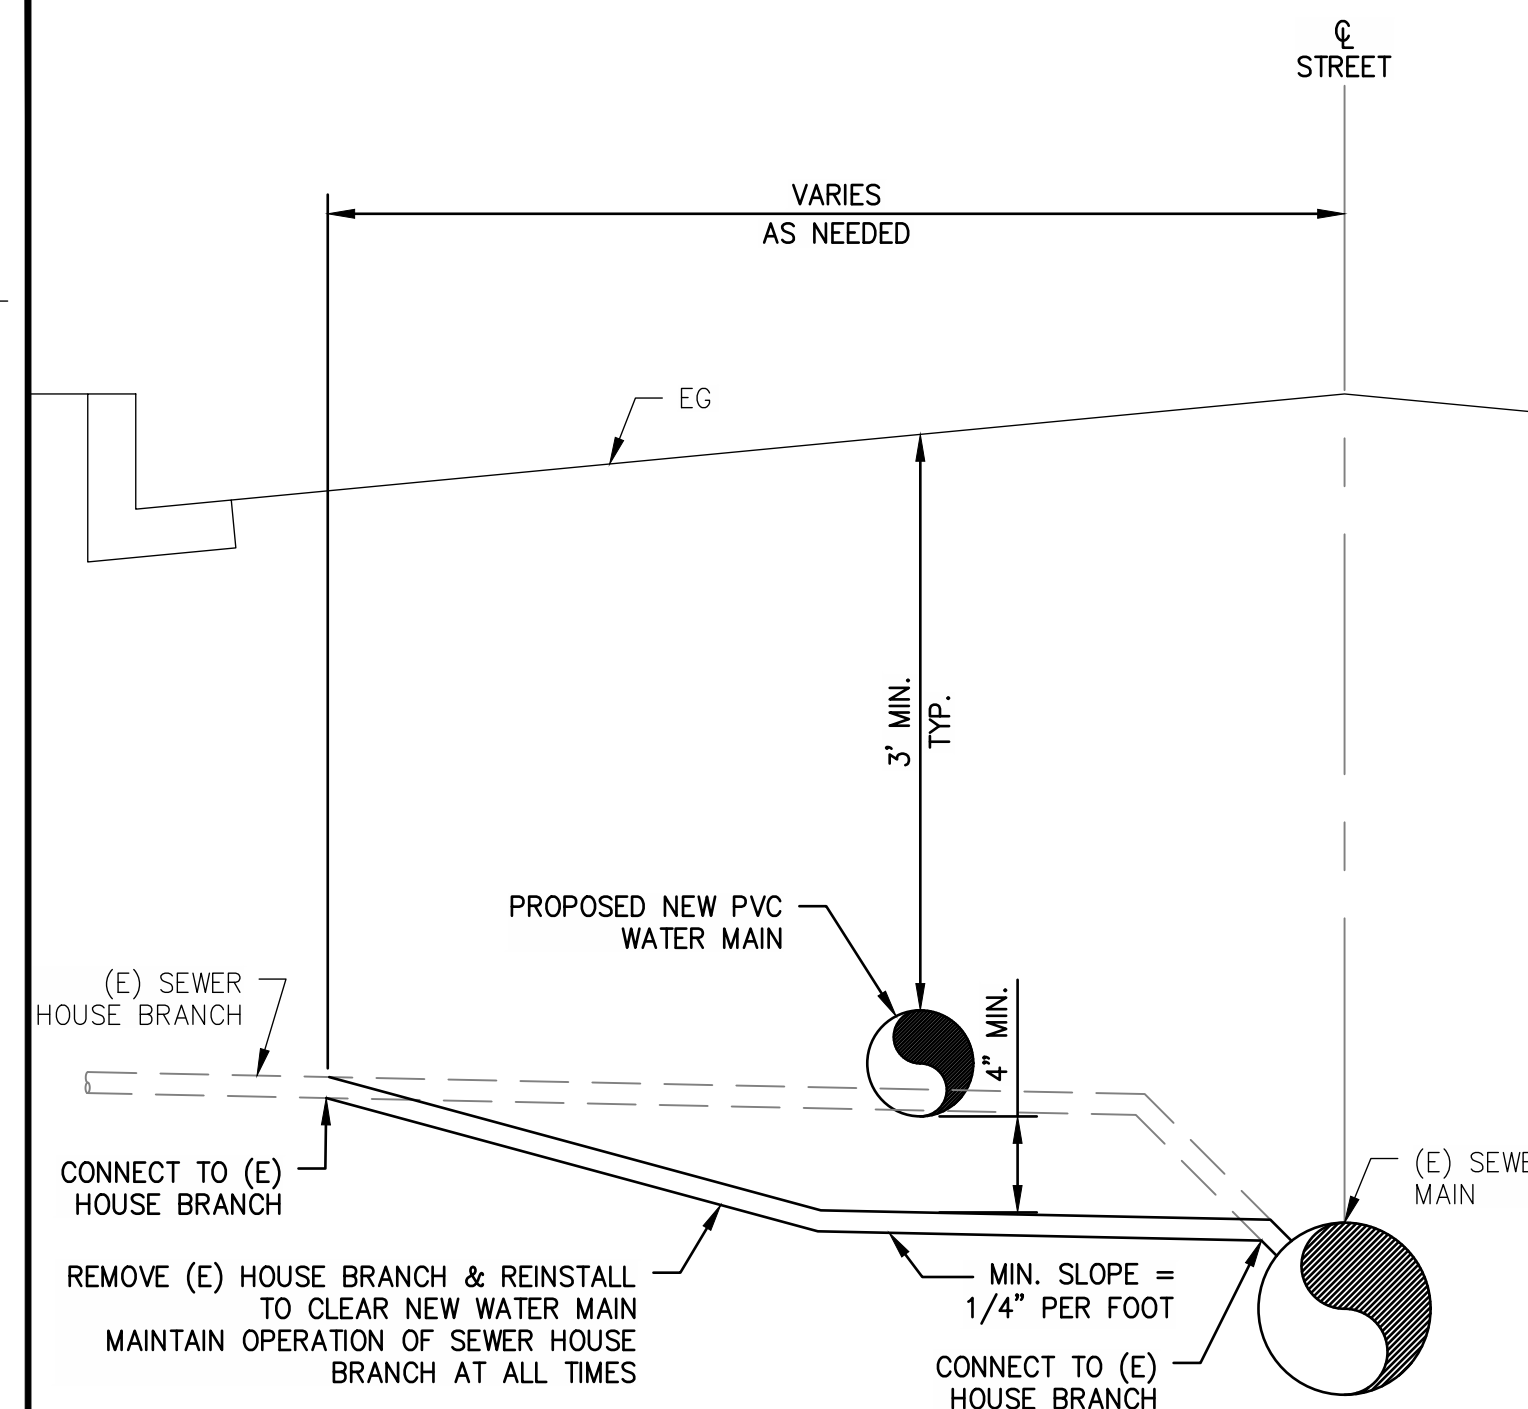 ℄
STREET
VARIES
AS NEEDED
EG
3' MIN.
TYP.
PROPOSED NEW PVC
WATER MAIN
4" MIN.
(E) SEWER
HOUSE BRANCH
CONNECT TO (E)
HOUSE BRANCH
(E) SEWE
MAIN
REMOVE (E) HOUSE BRANCH & REINSTALL
TO CLEAR NEW WATER MAIN
MAINTAIN OPERATION OF SEWER HOUSE
BRANCH AT ALL TIMES
MIN. SLOPE =
1/4" PER FOOT
CONNECT TO (E)
HOUSE BRANCH